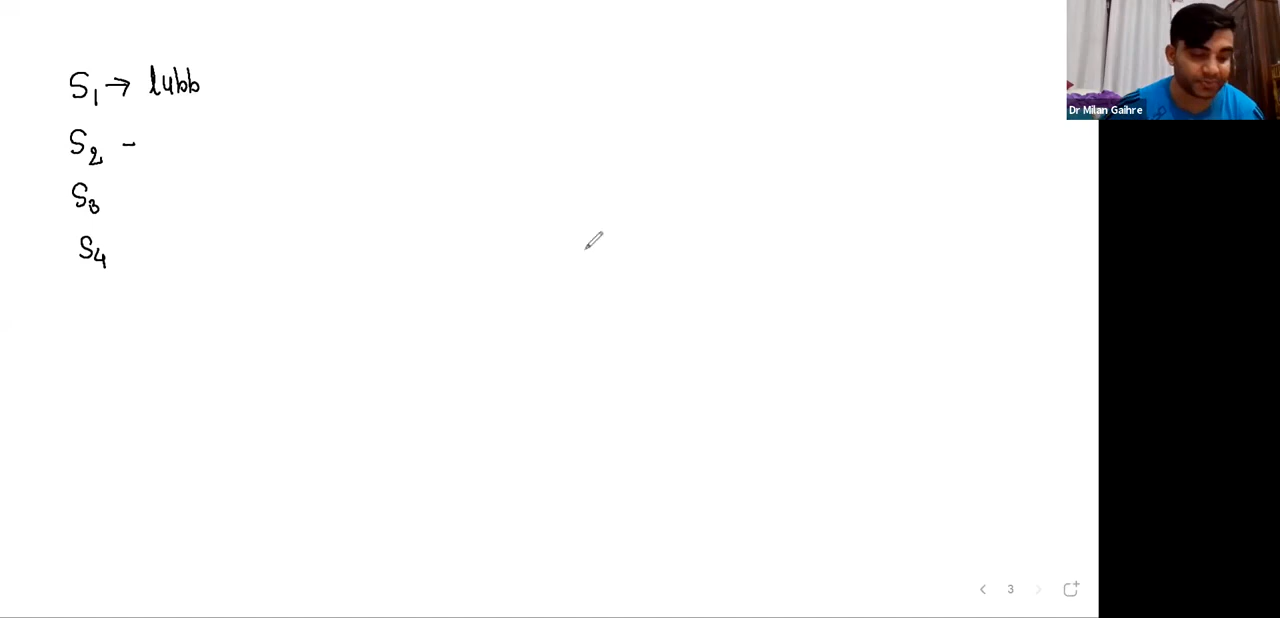 S₁ → lubb
S₂ -
S₃
S₄
Dr Milan Gaihre
3